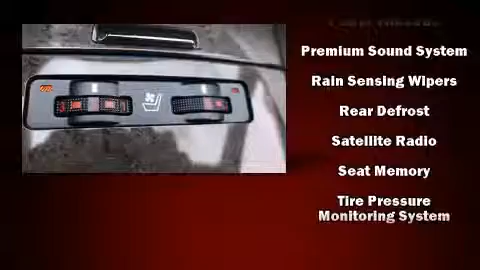 Premium Sound System
Rain Sensing Wipers
Rear Defrost
Satellite Radio
Seat Memory
Tire Pressure
Monitoring System